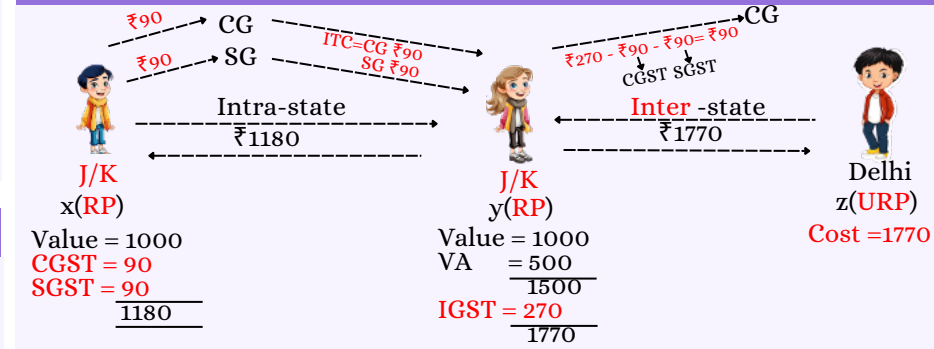 ₹90
CG
ITC=CG ₹90
CG
₹90
SG
SG ₹90
₹270 - ₹90 - ₹90= ₹90
CGST SGST
Intra-state
₹1180
Inter -state
₹1770
J/K
x(RP)
Value = 1000
CGST = 90
SGST = 90
1180
J/K
y(RP)
Value = 1000
VA = 500
1500
IGST = 270
1770
Delhi
z(URP)
Cost =1770